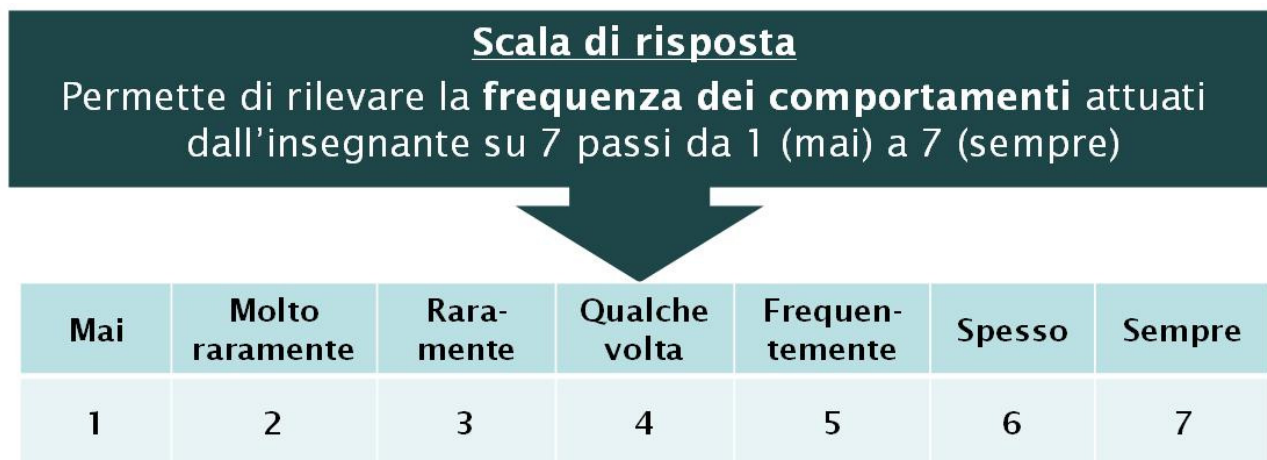 Scala di risposta
Permette di rilevare la frequenza dei comportamenti attuati
dall'insegnante su 7 passi da 1 (mai) a 7 (sempre)
Mai
Molto
raramente
Rara-
mente
Qualche
volta
Frequen-
temente
Spesso
Sempre
1 2 3 4 5 6 7